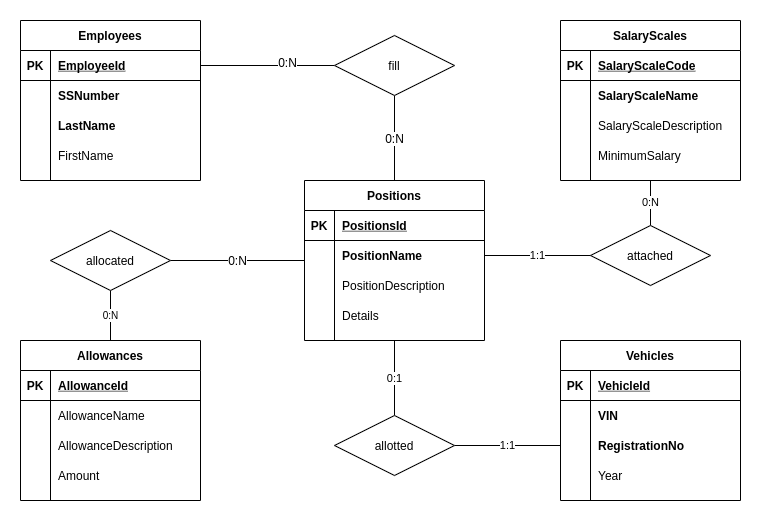 Employees
PK EmployeeId
SSNumber
LastName
FirstName
0:N
fill
0:N
SalaryScales
PK SalaryScaleCode
SalaryScaleName
SalaryScaleDescription
MinimumSalary
0:N
attached
1:1
Positions
PK PositionsId
PositionName
PositionDescription
Details
allocated
0:N
0:N
Allowances
PK AllowanceId
AllowanceName
AllowanceDescription
Amount
0:1
allotted
1:1
Vehicles
PK VehicleId
VIN
RegistrationNo
Year